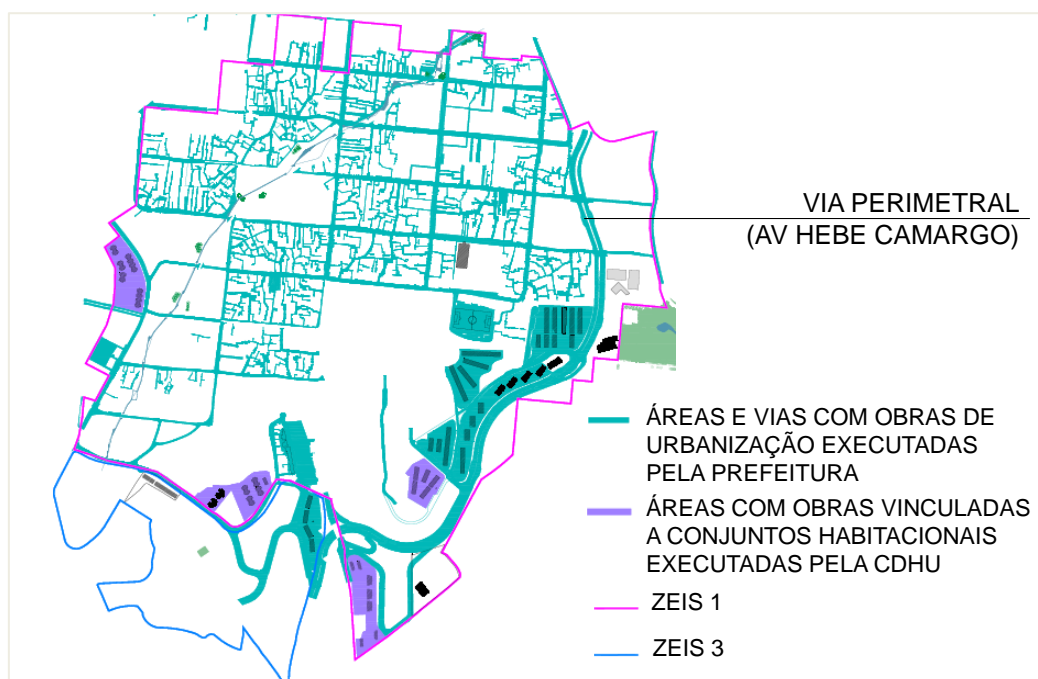 VIA PERIMETRAL
(AV HEBE CAMARGO)
ÁREAS E VIAS COM OBRAS DE
URBANIZAÇÃO EXECUTADAS
PELA PREFEITURA
ÁREAS COM OBRAS VINCULADAS
A CONJUNTOS HABITACIONAIS
EXECUTADAS PELA CDHU
ZEIS 1
ZEIS 3